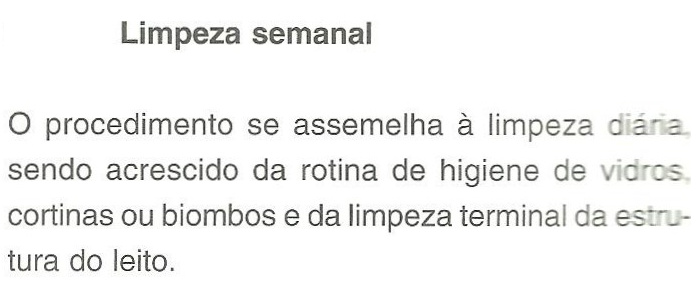 Limpeza semanal
O procedimento se assemelha à limpeza diária,
sendo acrescido da rotina de higiene de vidros,
cortinas ou biombos e da limpeza terminal da estru-
tura do leito.